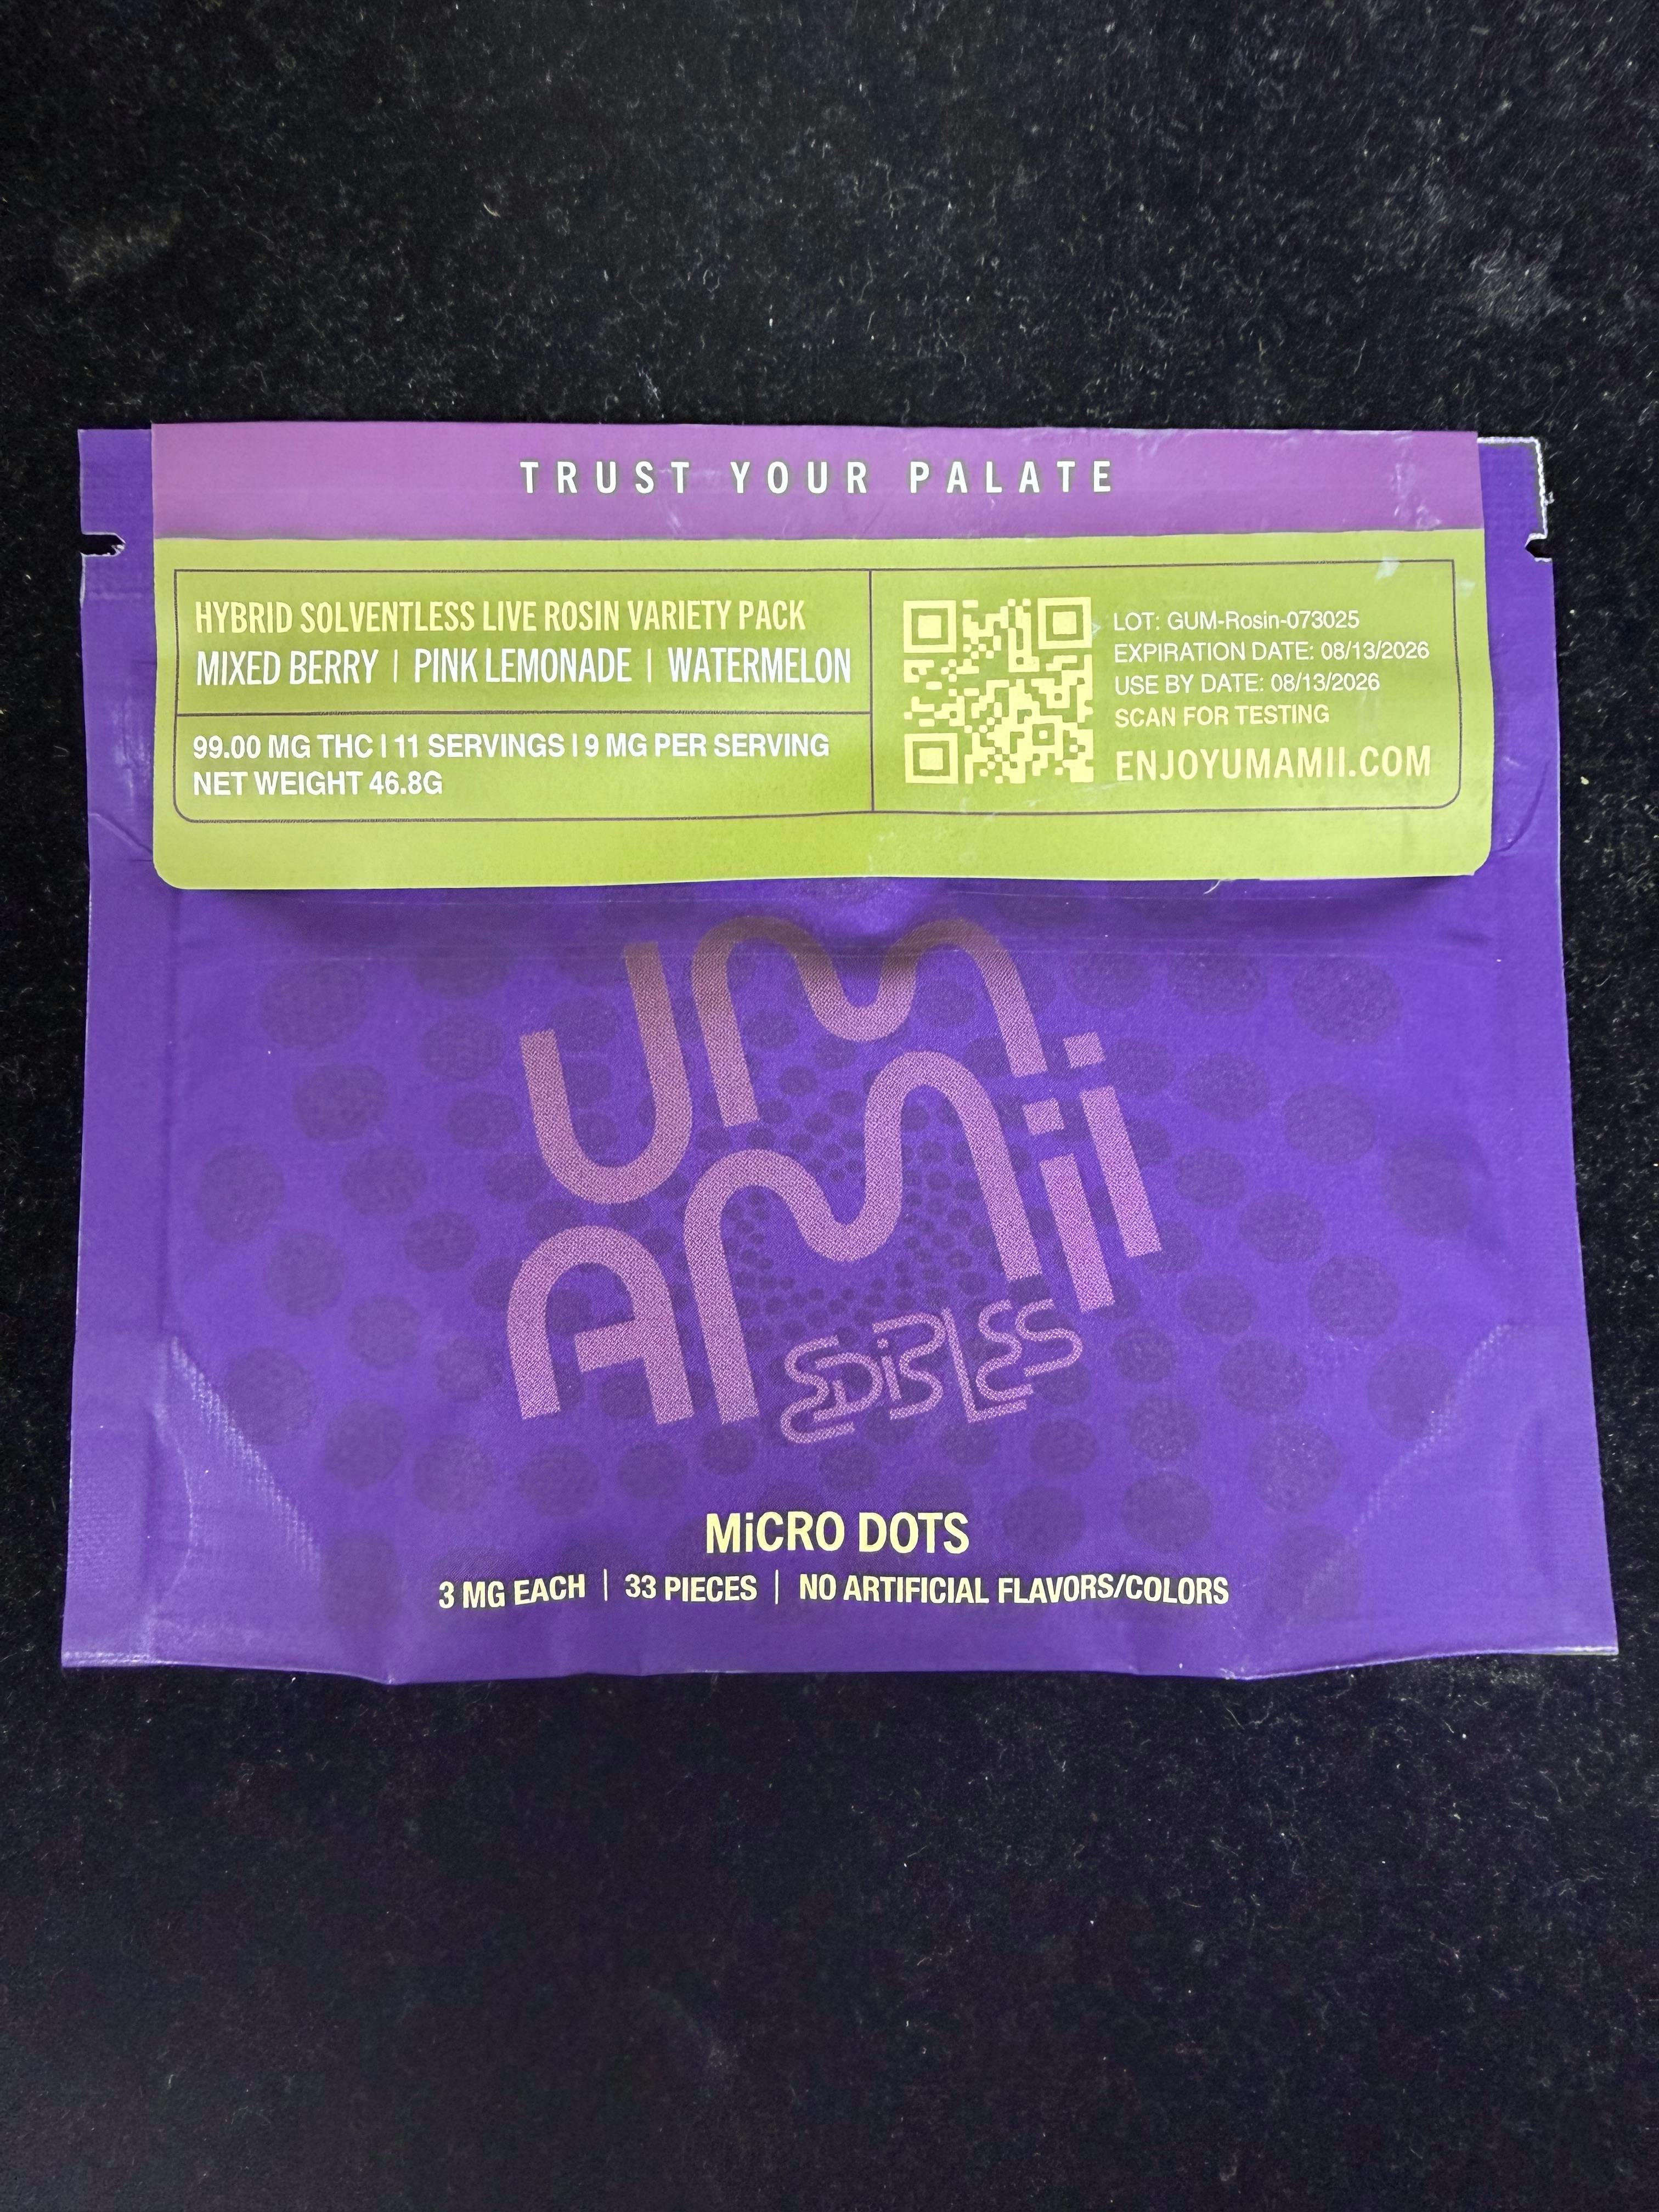 TRUST YOUR PALATE
HYBRID SOLVENTLESS LIVE ROSIN VARIETY PACK
MIXED BERRY | PINK LEMONADE | WATERMELON
99.00 MG THC | 11 SERVINGS | 9 MG PER SERVING
NET WEIGHT 46.8G
LOT: GUM-Rosin-073025
EXPIRATION DATE: 08/13/2026
USE BY DATE: 08/13/2026
SCAN FOR TESTING
ENJOYUMAMII.COM
UM
AMii
EDiBLES
MiCRO DOTS
3 MG EACH | 33 PIECES | NO ARTIFICIAL FLAVORS/COLORS